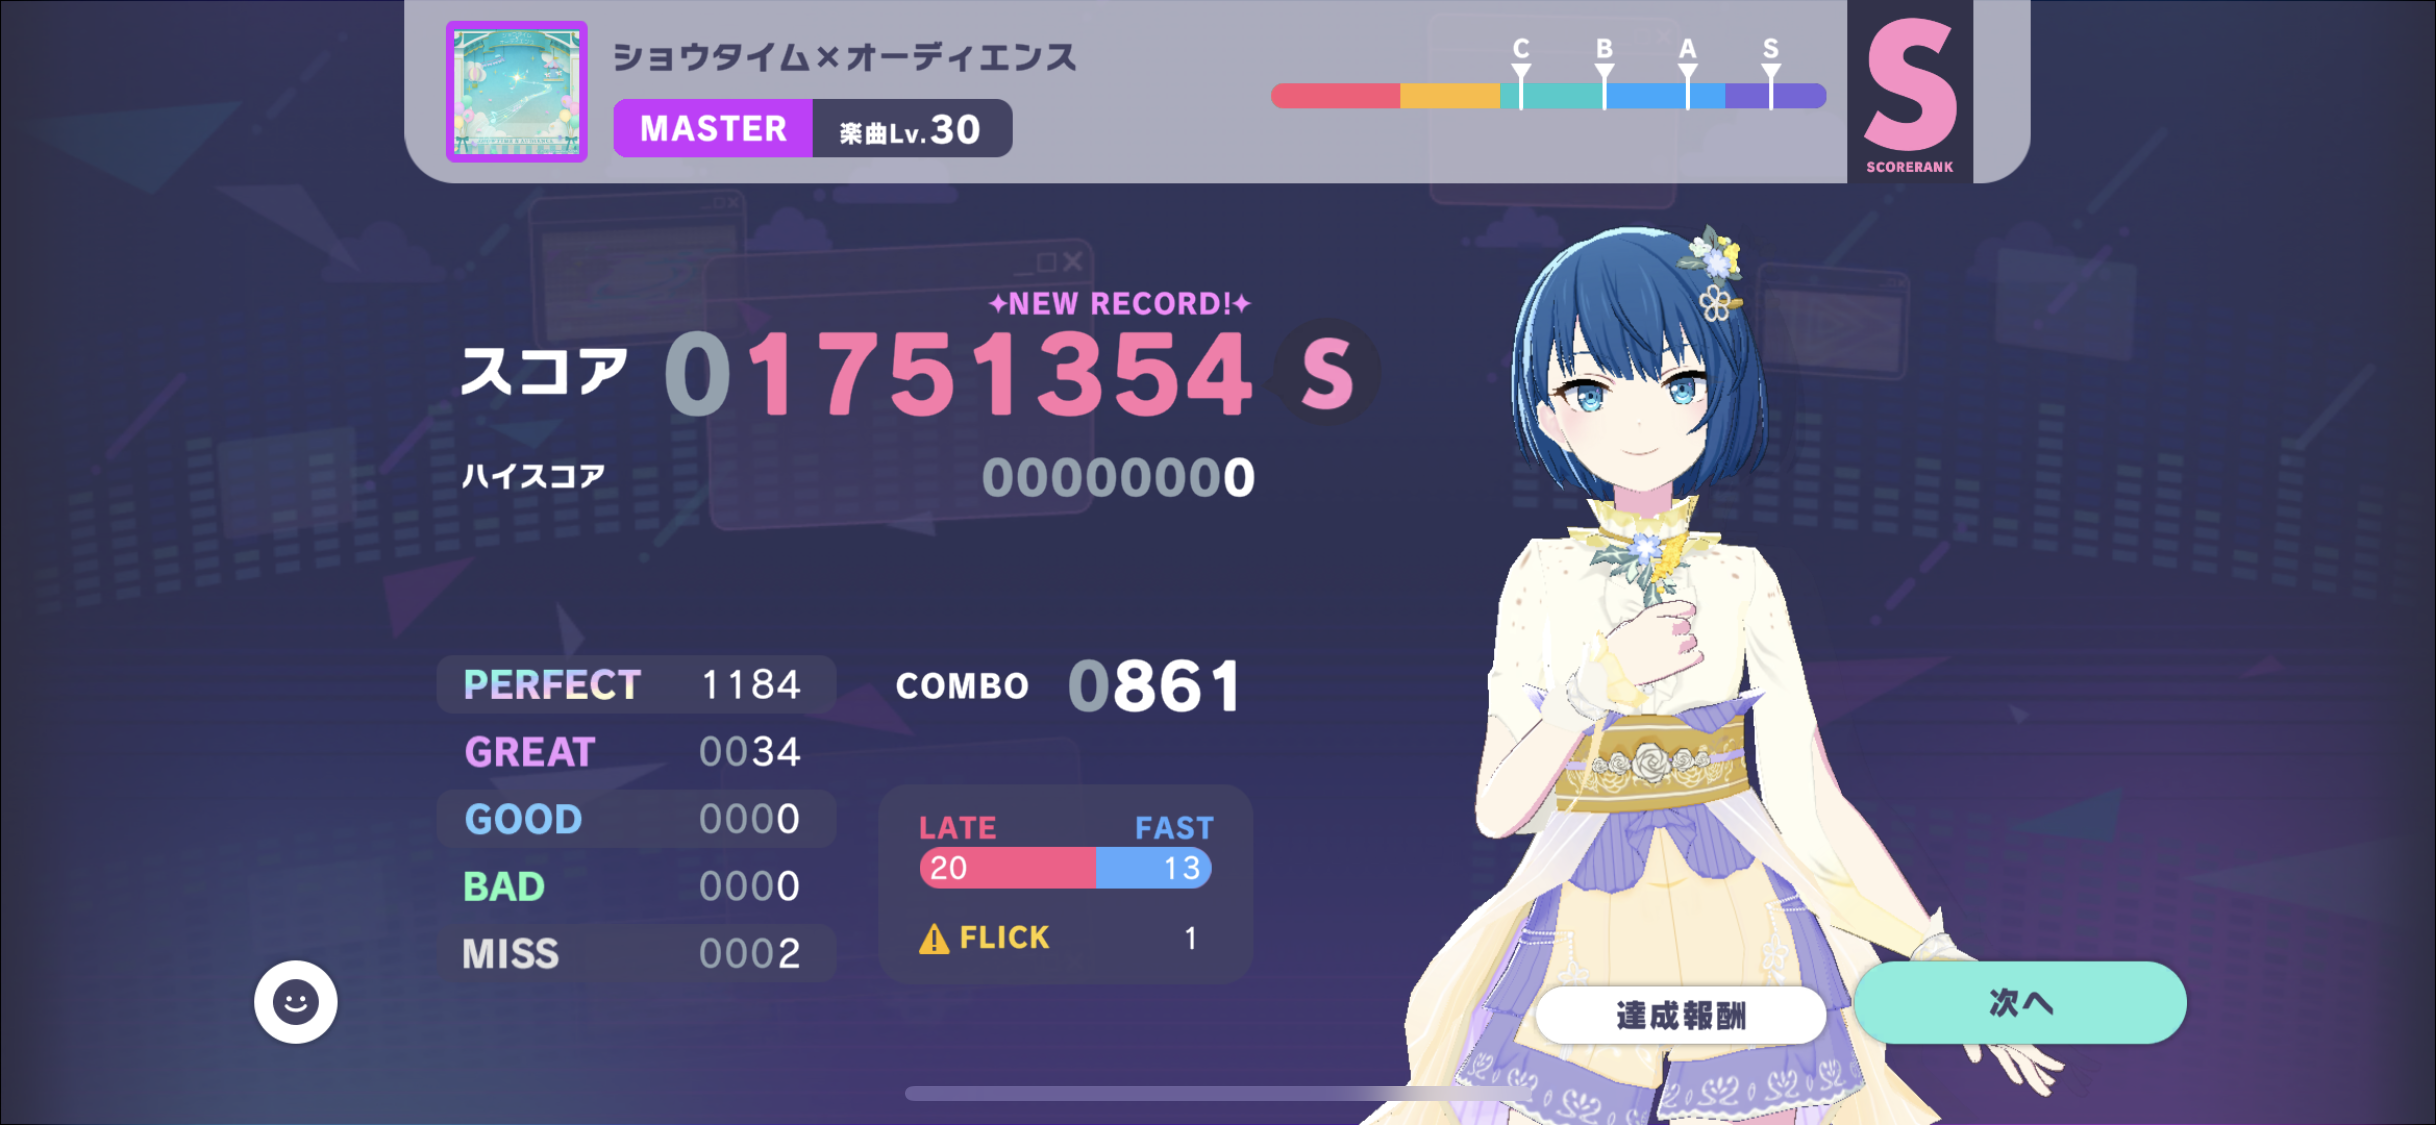 ショウタイム×オーディエンス
MASTER 楽曲Lv.30
C B A S
S
SCORERANK
NEW RECORD!
スコア 01751354 S
ハイスコア 00000000
PERFECT 1184
COMBO 0861
GREAT 0034
GOOD 0000
LATE FAST
20 13
BAD 0000
FLICK 1
MISS 0002
達成報酬
次へ